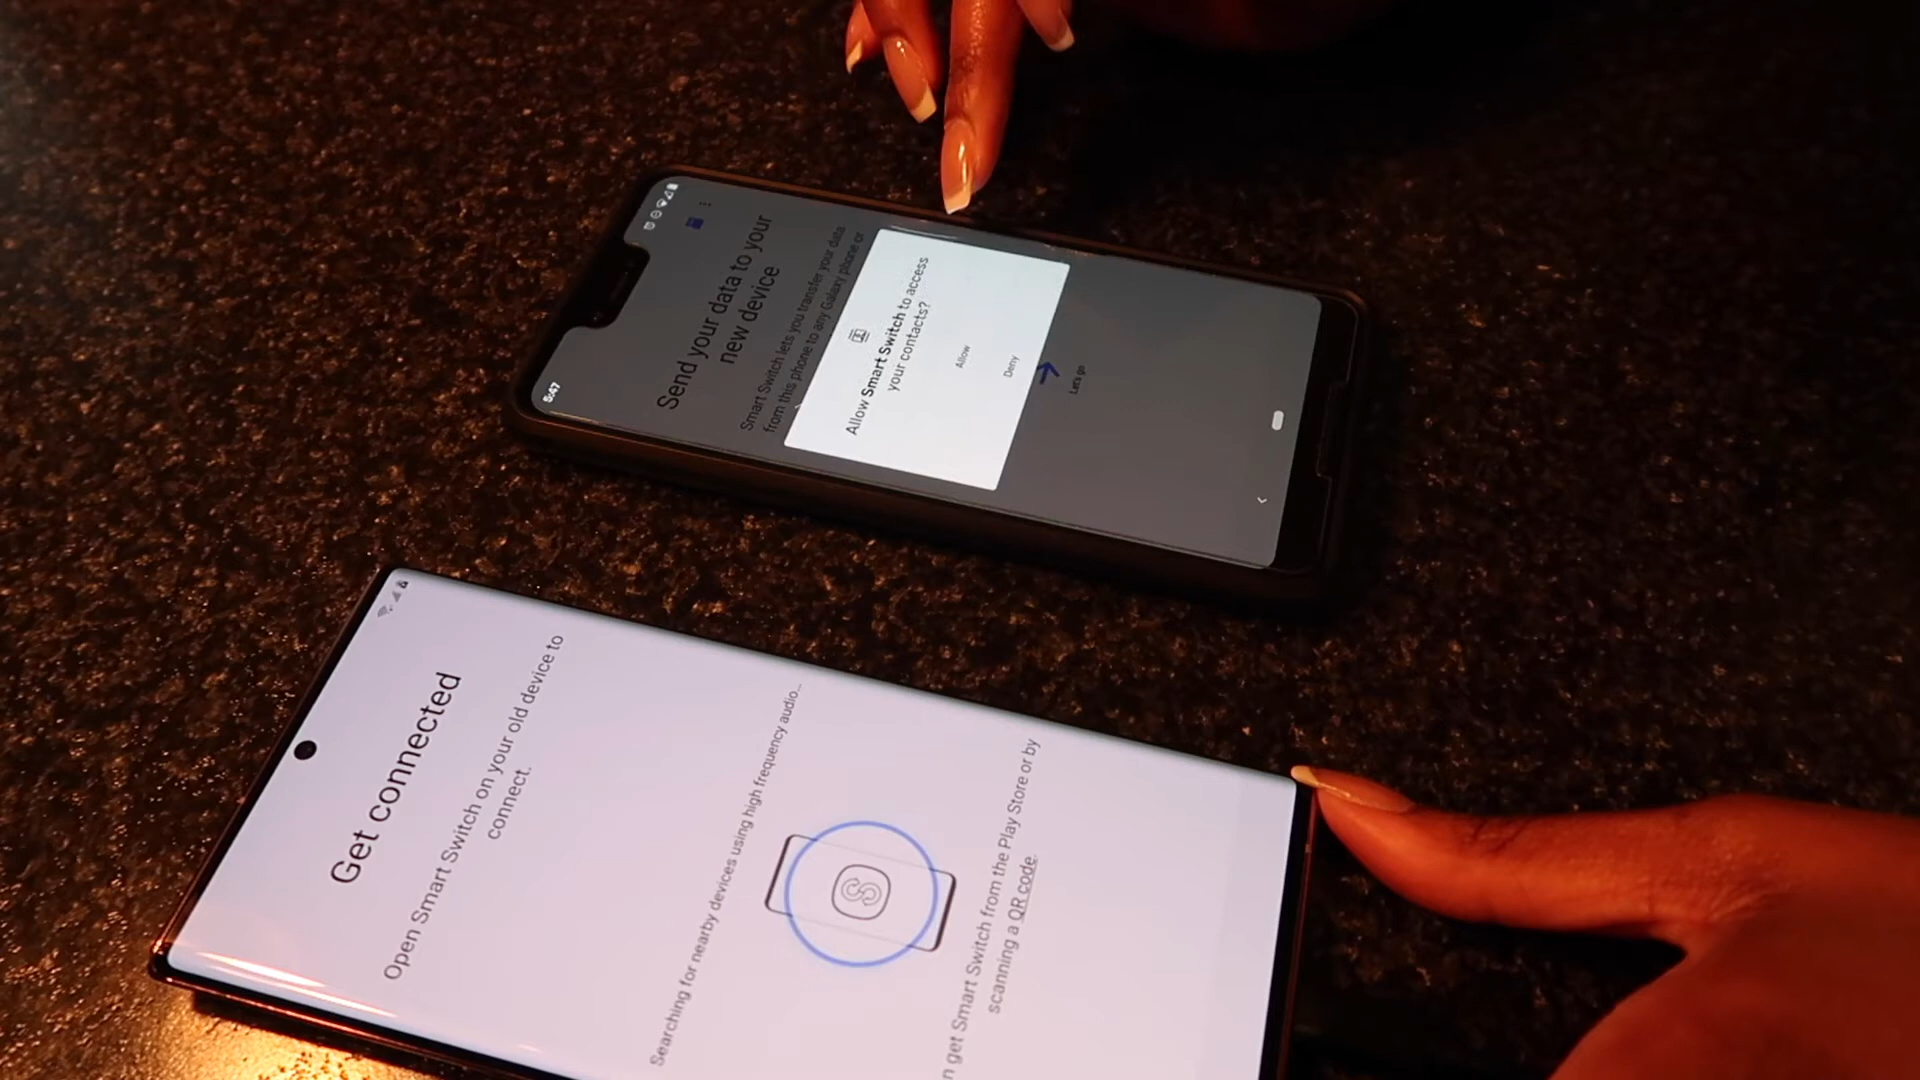 5:47
Send your data to your
new device
Smart Switch lets you transfer your data
from this phone to any Galaxy phone or
Allow Smart Switch to access
your contacts?
Allow
Deny
Let's go
Get connected
Open Smart Switch on your old device to
connect.
Searching for nearby devices using high frequency audio...
n get Smart Switch from the Play Store or by
scanning a QR code.